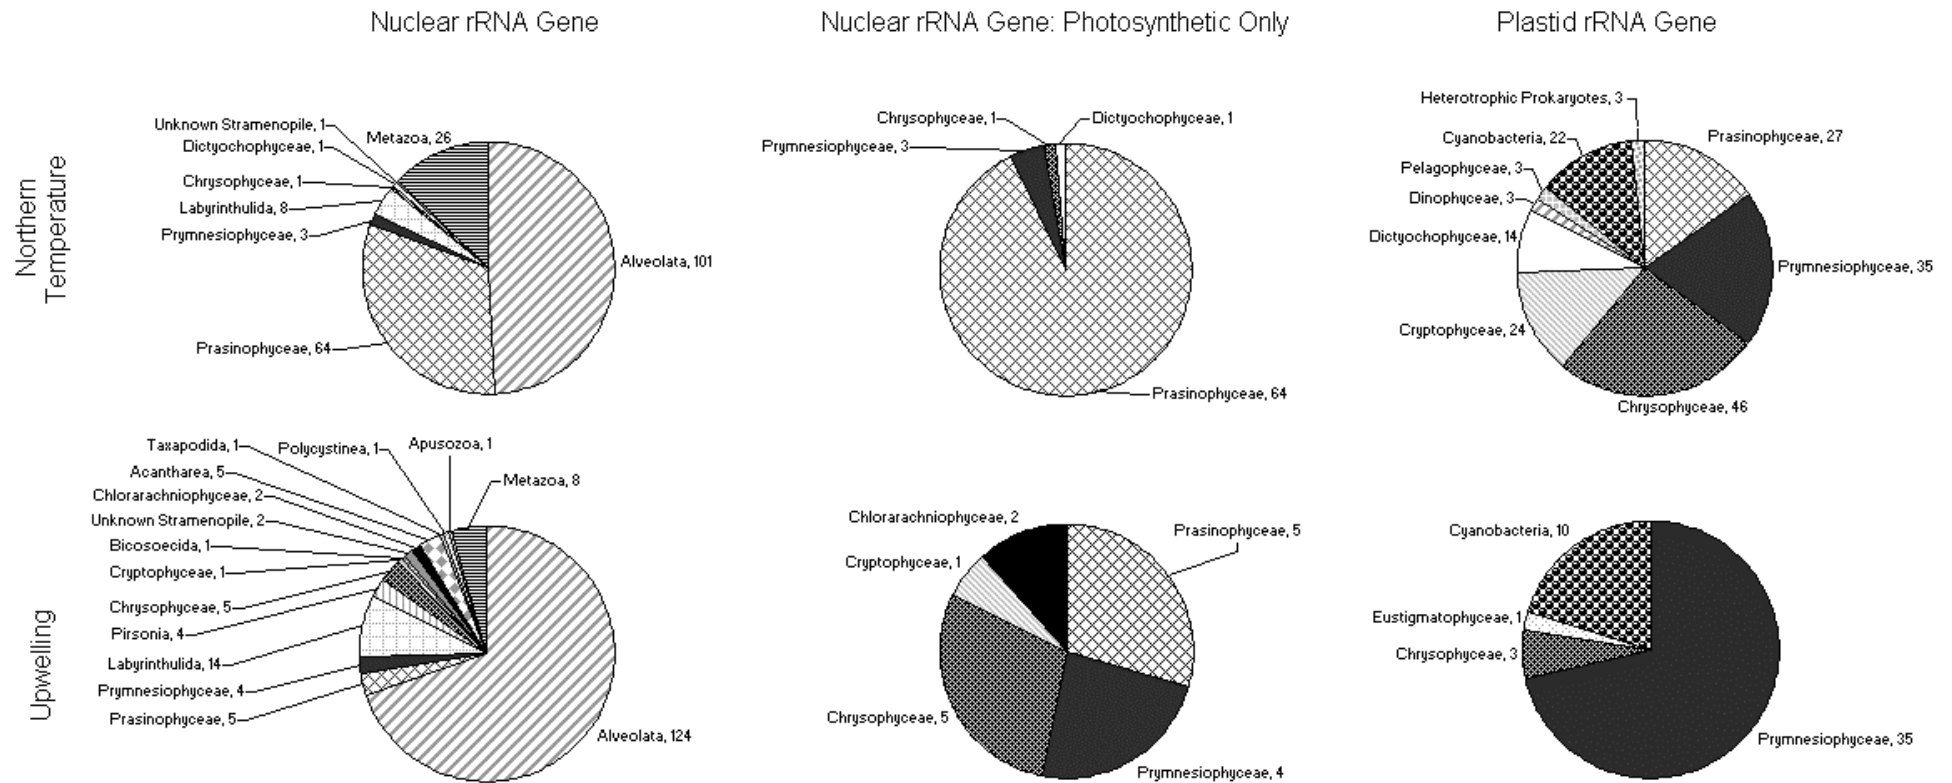 Nuclear rRNA Gene
Nuclear rRNA Gene: Photosynthetic Only
Plastid rRNA Gene
Northern
Temperature
Unknown Stramenopile, 1
Metazoa, 26
Dictyochophyceae, 1
Chrysophyceae, 1
Labyrinthulida, 8
Prymnesiophyceae, 3
Alveolata, 101
Prasinophyceae, 64
Chrysophyceae, 1
Dictyochophyceae, 1
Prymnesiophyceae, 3
Prasinophyceae, 64
Heterotrophic Prokaryotes, 3
Cyanobacteria, 22
Prasinophyceae, 27
Pelagophyceae, 3
Dinophyceae, 3
Dictyochophyceae, 14
Prymnesiophyceae, 35
Cryptophyceae, 24
Chrysophyceae, 46
Upwelling
Taxapodida, 1
Polycystinea, 1
Apusozoa, 1
Acantharea, 5
Metazoa, 8
Chlorarachniophyceae, 2
Unknown Stramenopile, 2
Bicosoecida, 1
Cryptophyceae, 1
Chrysophyceae, 5
Pirsonia, 4
Labyrinthulida, 14
Prymnesiophyceae, 4
Prasinophyceae, 5
Alveolata, 124
Chlorarachniophyceae, 2
Prasinophyceae, 5
Cryptophyceae, 1
Chrysophyceae, 5
Prymnesiophyceae, 4
Cyanobacteria, 10
Eustigmatophyceae, 1
Chrysophyceae, 3
Prymnesiophyceae, 35